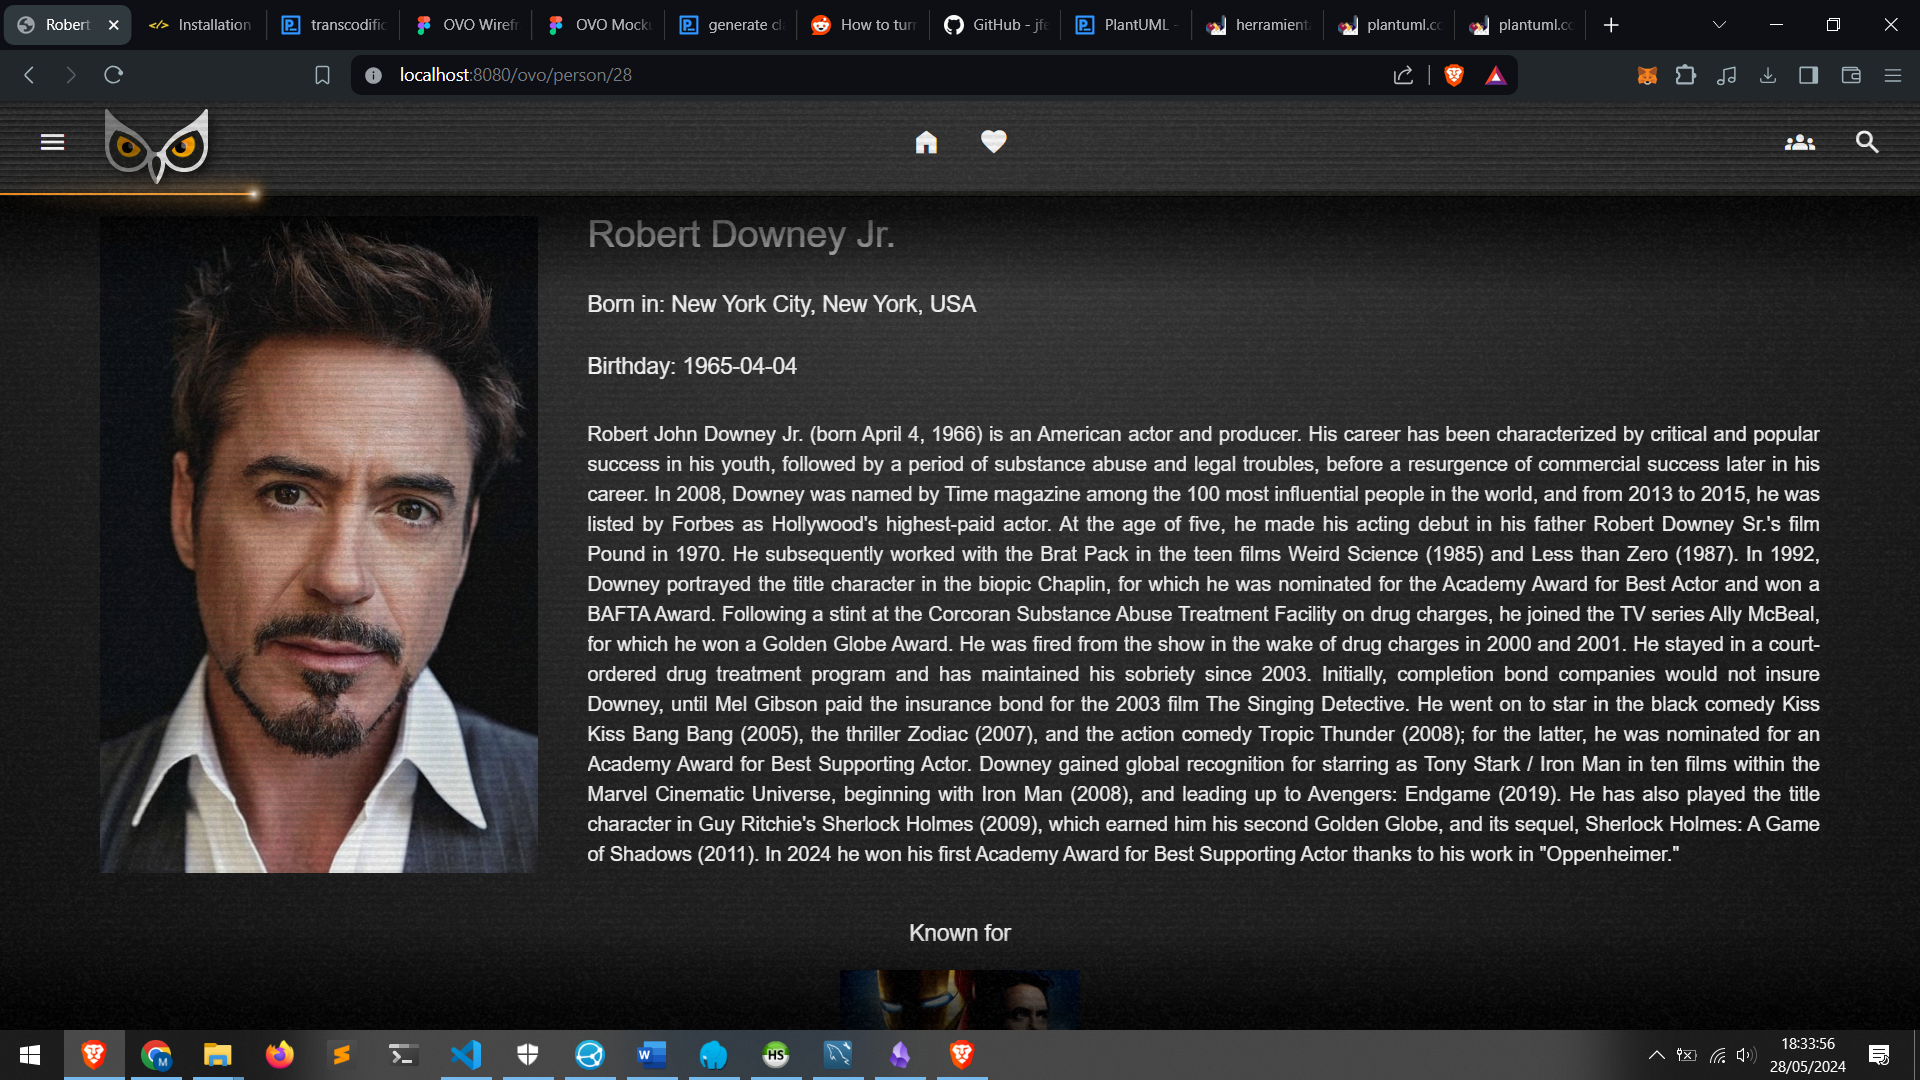 Robert
Installation
transcodific
OVO Wirefr
OVO Mocku
generate cla
How to turn
GitHub - jfe
PlantUML -
herramienta
plantuml.co
plantuml.co
localhost:8080/ovo/person/28
Robert Downey Jr.
Born in: New York City, New York, USA
Birthday: 1965-04-04
Robert John Downey Jr. (born April 4, 1966) is an American actor and producer. His career has been characterized by critical and popular
success in his youth, followed by a period of substance abuse and legal troubles, before a resurgence of commercial success later in his
career. In 2008, Downey was named by Time magazine among the 100 most influential people in the world, and from 2013 to 2015, he was
listed by Forbes as Hollywood's highest-paid actor. At the age of five, he made his acting debut in his father Robert Downey Sr.'s film
Pound in 1970. He subsequently worked with the Brat Pack in the teen films Weird Science (1985) and Less than Zero (1987). In 1992,
Downey portrayed the title character in the biopic Chaplin, for which he was nominated for the Academy Award for Best Actor and won a
BAFTA Award. Following a stint at the Corcoran Substance Abuse Treatment Facility on drug charges, he joined the TV series Ally McBeal,
for which he won a Golden Globe Award. He was fired from the show in the wake of drug charges in 2000 and 2001. He stayed in a court-
ordered drug treatment program and has maintained his sobriety since 2003. Initially, completion bond companies would not insure
Downey, until Mel Gibson paid the insurance bond for the 2003 film The Singing Detective. He went on to star in the black comedy Kiss
Kiss Bang Bang (2005), the thriller Zodiac (2007), and the action comedy Tropic Thunder (2008); for the latter, he was nominated for an
Academy Award for Best Supporting Actor. Downey gained global recognition for starring as Tony Stark / Iron Man in ten films within the
Marvel Cinematic Universe, beginning with Iron Man (2008), and leading up to Avengers: Endgame (2019). He has also played the title
character in Guy Ritchie's Sherlock Holmes (2009), which earned him his second Golden Globe, and its sequel, Sherlock Holmes: A Game
of Shadows (2011). In 2024 he won his first Academy Award for Best Supporting Actor thanks to his work in "Oppenheimer."
Known for
M
W
HS
18:33:56
28/05/2024